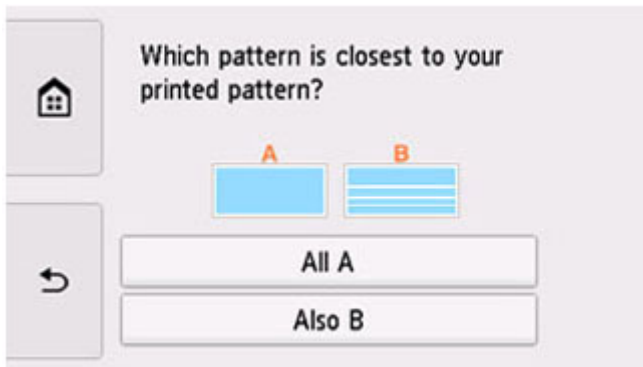 Which pattern is closest to your
printed pattern?
A B
All A
Also B